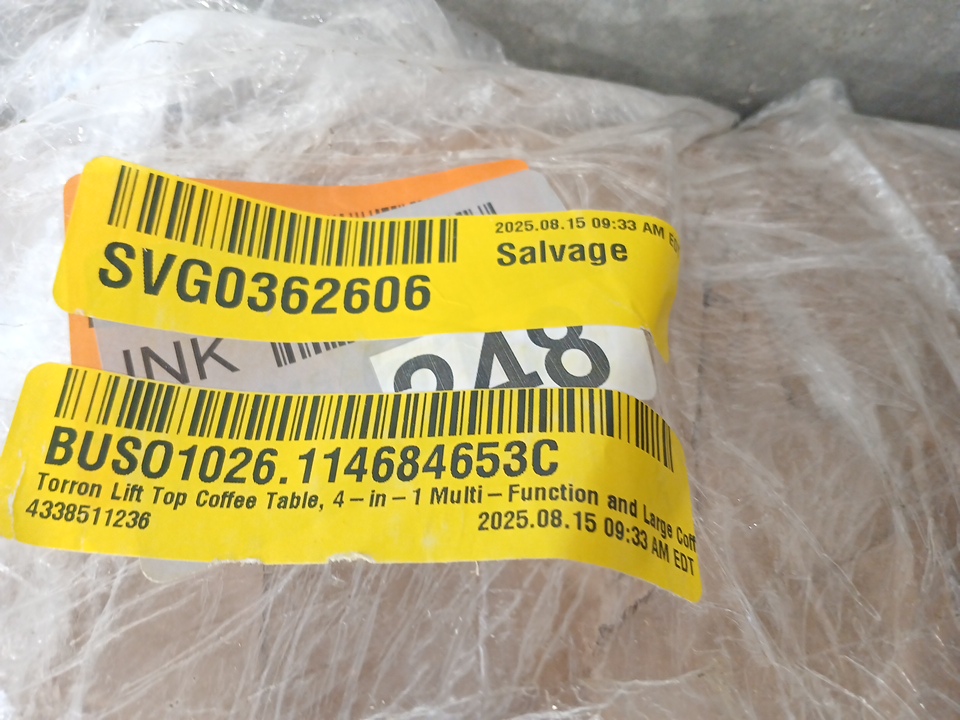 2025.08.15 09:33 AM
SVG0362606
Salvage
INK
248
BUSO1026.114684653C
Torron Lift Top Coffee Table, 4-in-1 Multi-Function and Large Coff
4338511236
2025.08.15 09:33 AM EDT